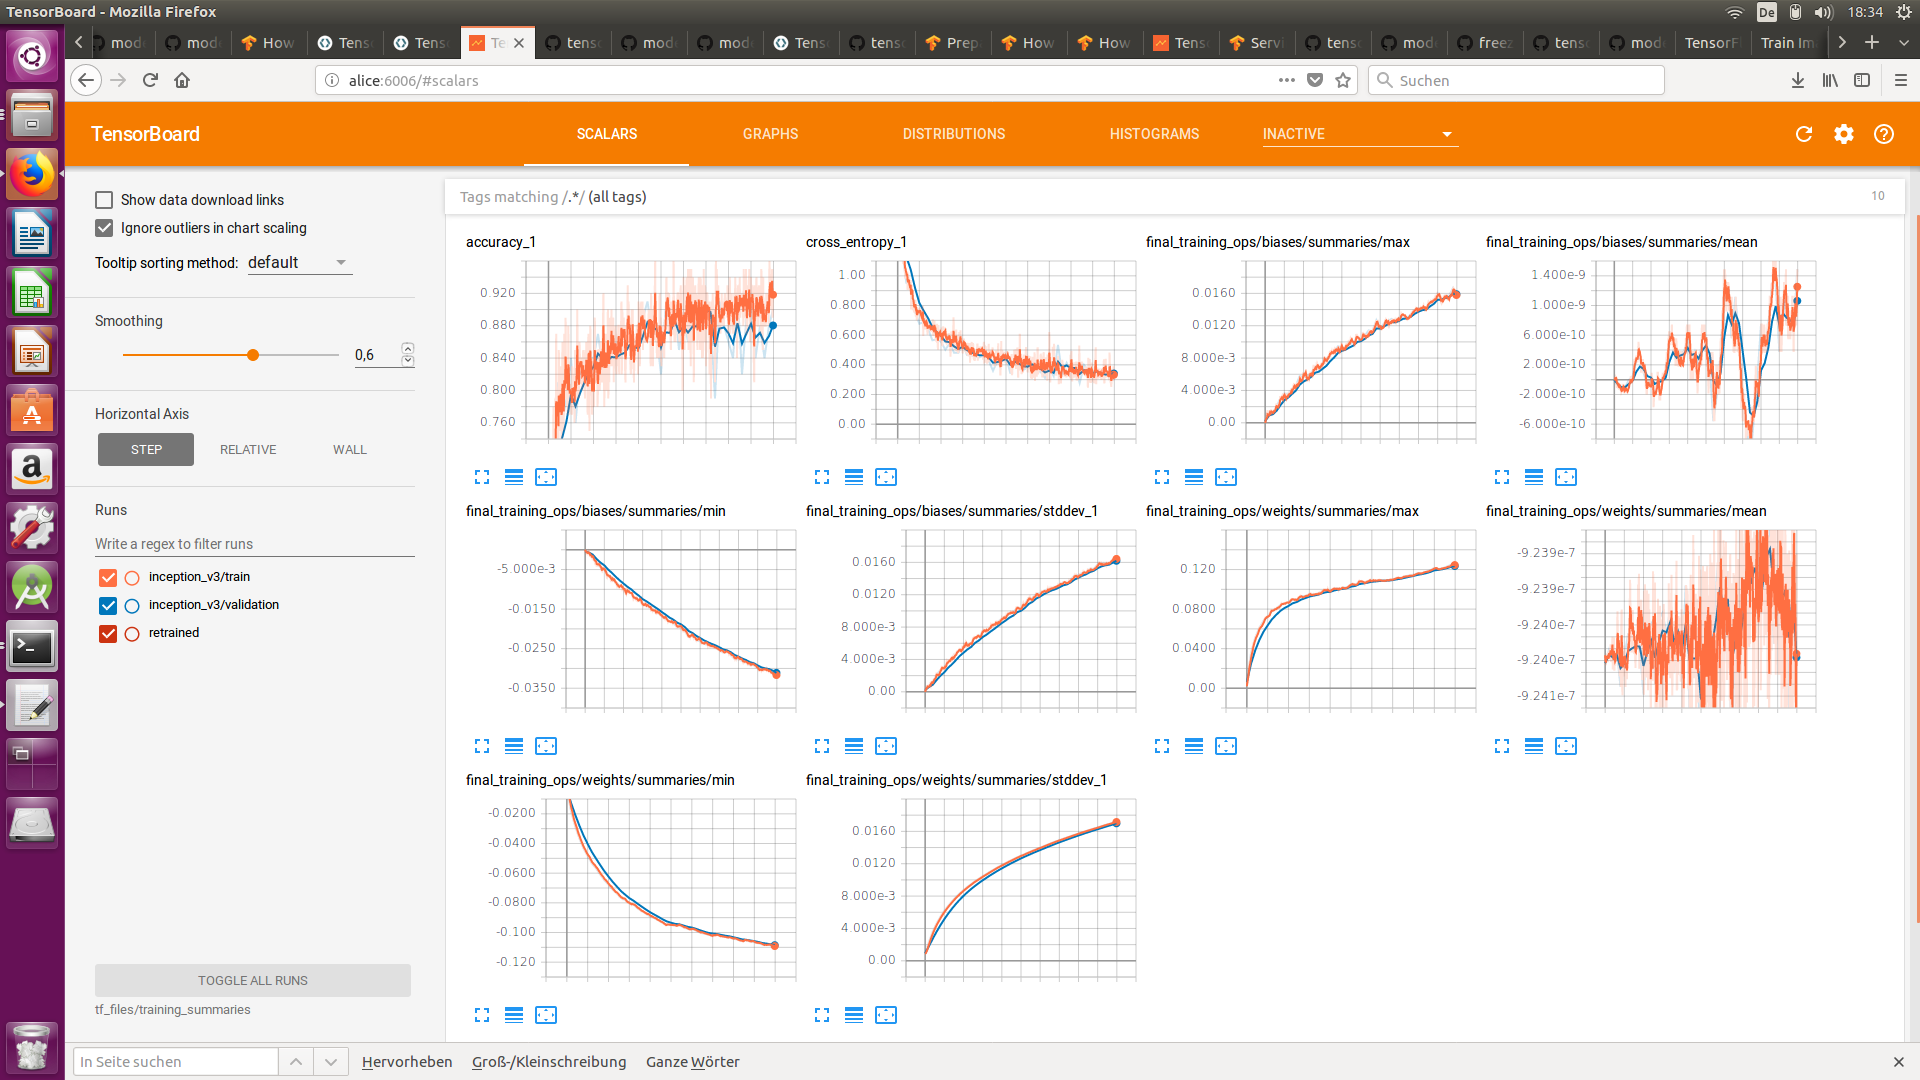 TensorBoard - Mozilla Firefox
De
18:34
mod
mod
How
Tens
Tens
Te
tens
mod
mod
Tens
tens
Prep
How
How
Tens
Servi
tens
mod
freez
tens
mod
TensorF
Train Im
alice:6006/#scalars
Suchen
TensorBoard
SCALARS
GRAPHS
DISTRIBUTIONS
HISTOGRAMS
INACTIVE
Show data download links
Ignore outliers in chart scaling
Tooltip sorting method:
default
Smoothing
0,6
Horizontal Axis
STEP
RELATIVE
WALL
Runs
Write a regex to filter runs
inception_v3/train
inception_v3/validation
retrained
TOGGLE ALL RUNS
tf_files/training_summaries
Tags matching /.*/ (all tags)
10
accuracy_1
0.920
0.880
0.840
0.800
0.760
cross_entropy_1
1.00
0.800
0.600
0.400
0.200
0.00
final_training_ops/biases/summaries/max
0.0160
0.0120
8.000e-3
4.000e-3
0.00
final_training_ops/biases/summaries/mean
1.400e-9
1.000e-9
6.000e-10
2.000e-10
-2.000e-10
-6.000e-10
final_training_ops/biases/summaries/min
-5.000e-3
-0.0150
-0.0250
-0.0350
final_training_ops/biases/summaries/stddev_1
0.0160
0.0120
8.000e-3
4.000e-3
0.00
final_training_ops/weights/summaries/max
0.120
0.0800
0.0400
0.00
final_training_ops/weights/summaries/mean
-9.239e-7
-9.239e-7
-9.240e-7
-9.240e-7
-9.241e-7
final_training_ops/weights/summaries/min
-0.0200
-0.0400
-0.0600
-0.0800
-0.100
-0.120
final_training_ops/weights/summaries/stddev_1
0.0160
0.0120
8.000e-3
4.000e-3
0.00
In Seite suchen
Hervorheben
Groß-/Kleinschreibung
Ganze Wörter